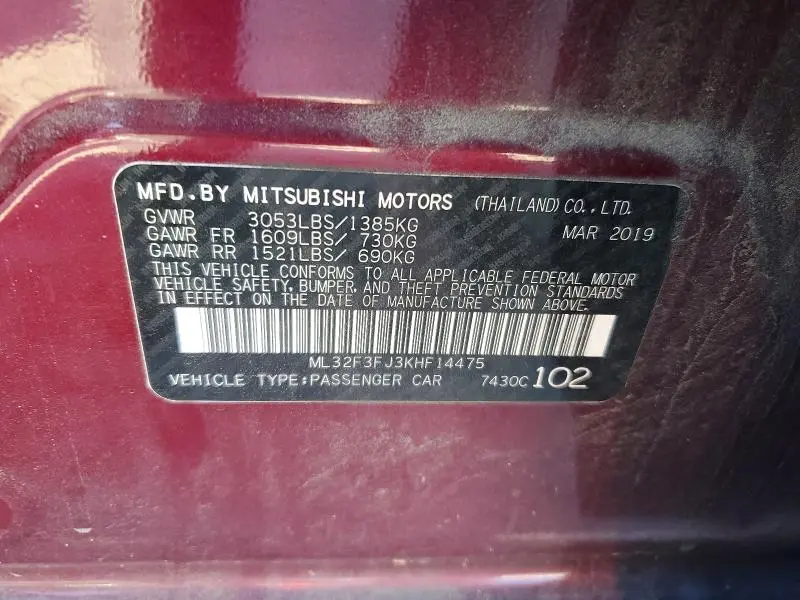 MFD.BY MITSUBISHI MOTORS (THAILAND) CO.,LTD.
GVWR 3053LBS/1385KG MAR 2019
GAWR FR 1609LBS/ 730KG
GAWR RR 1521LBS/ 690KG
THIS VEHICLE CONFORMS TO ALL APPLICABLE FEDERAL MOTOR
VEHICLE SAFETY, BUMPER, AND THEFT PREVENTION STANDARDS
IN EFFECT ON THE DATE OF MANUFACTURE SHOWN ABOVE.
ML32F3FJ3KHF14475
VEHICLE TYPE:PASSENGER CAR 7430C 102